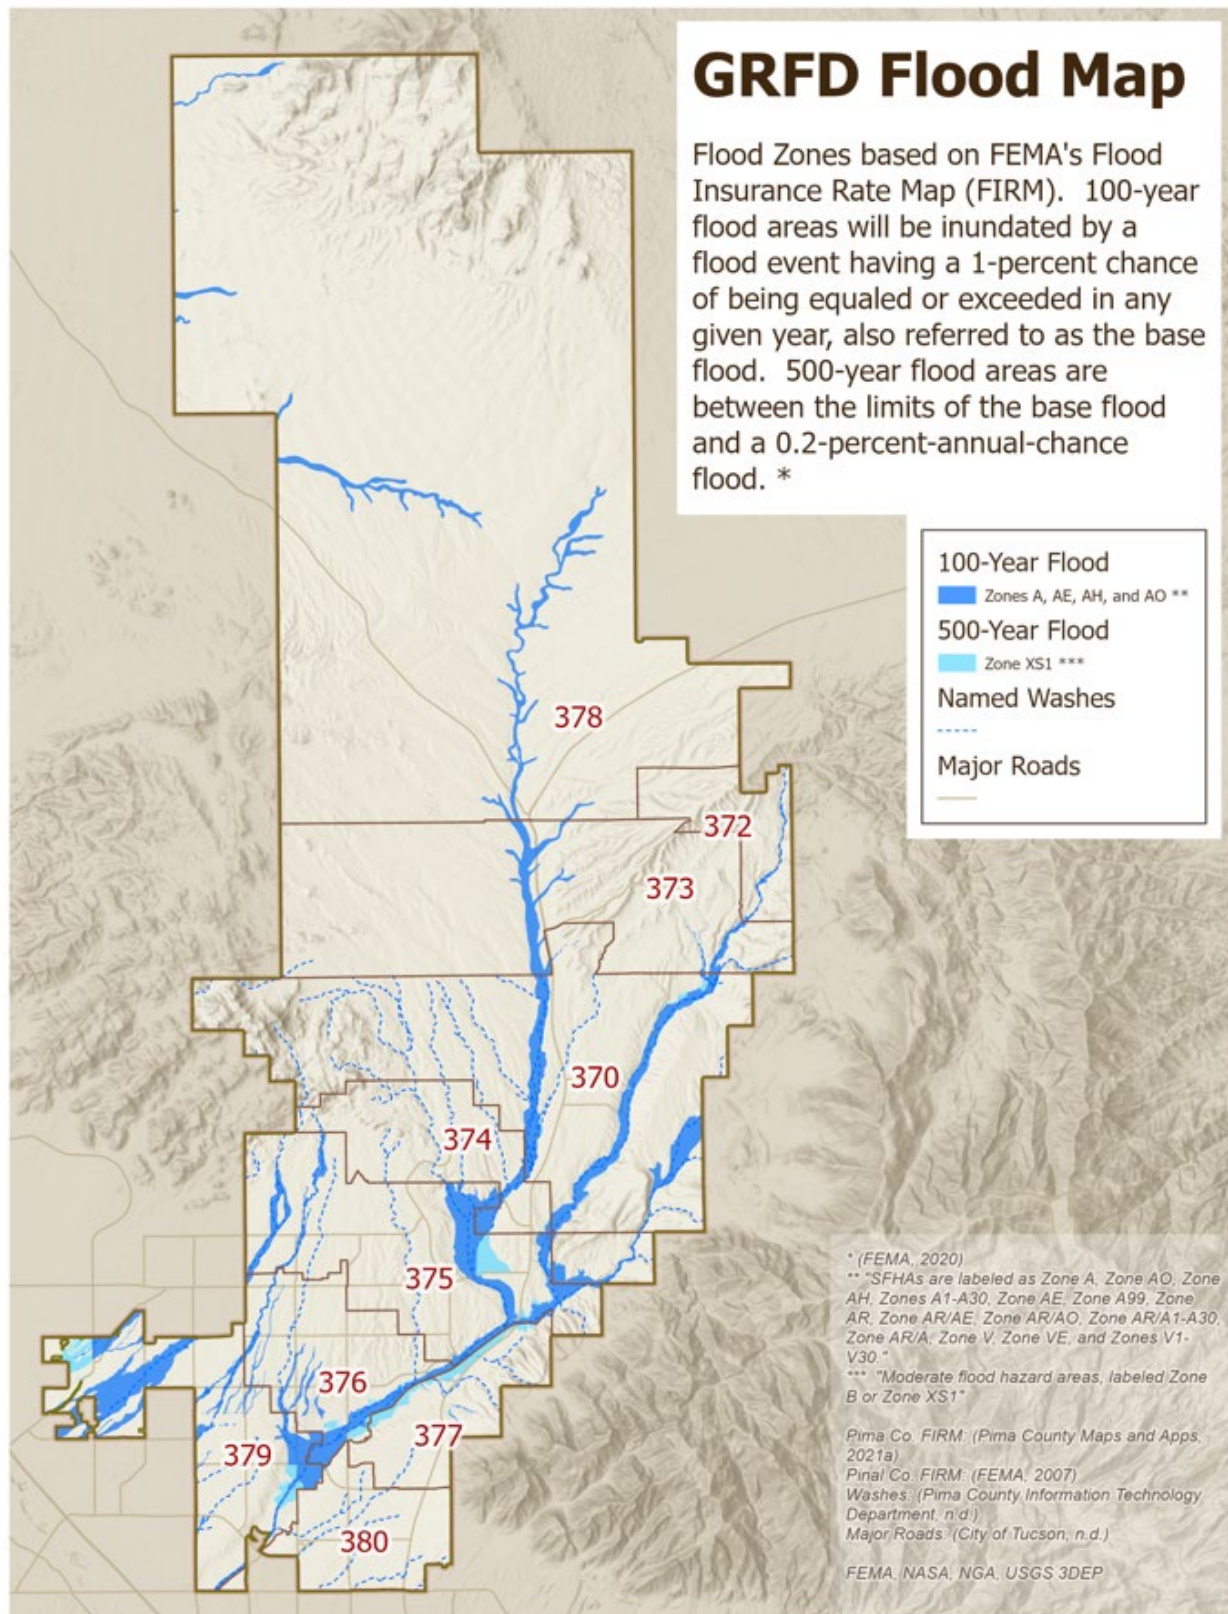 GRFD Flood Map
Flood Zones based on FEMA's Flood
Insurance Rate Map (FIRM). 100-year
flood areas will be inundated by a
flood event having a 1-percent chance
of being equaled or exceeded in any
given year, also referred to as the base
flood. 500-year flood areas are
between the limits of the base flood
and a 0.2-percent-annual-chance
flood. *
100-Year Flood
Zones A, AE, AH, and AO **
500-Year Flood
Zone XS1 ***
Named Washes
Major Roads
378
372
373
370
374
375
376
377
379
380
* (FEMA, 2020)
** "SFHAs are labeled as Zone A, Zone AO, Zone
AH, Zones A1-A30, Zone AE, Zone A99, Zone
AR, Zone AR/AE, Zone AR/AO, Zone AR/A1-A30,
Zone AR/A, Zone V, Zone VE, and Zones V1-
V30."
*** "Moderate flood hazard areas, labeled Zone
B or Zone XS1"
Pima Co. FIRM: (Pima County Maps and Apps,
2021a)
Pinal Co. FIRM: (FEMA, 2007)
Washes: (Pima County Information Technology
Department, n.d.)
Major Roads: (City of Tucson, n.d.)
FEMA, NASA, NGA, USGS 3DEP